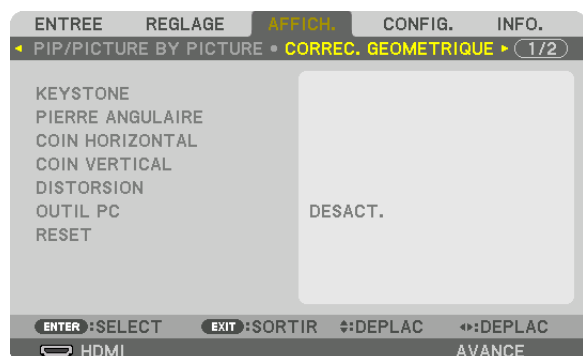 ENTREE REGLAGE AFFICH. CONFIG. INFO.
PIP/PICTURE BY PICTURE • CORREC. GEOMETRIQUE 1/2
KEYSTONE
PIERRE ANGULAIRE
COIN HORIZONTAL
COIN VERTICAL
DISTORSION
OUTIL PC DESACT.
RESET
ENTER :SELECT EXIT :SORTIR :DEPLAC :DEPLAC
HDMI AVANCE